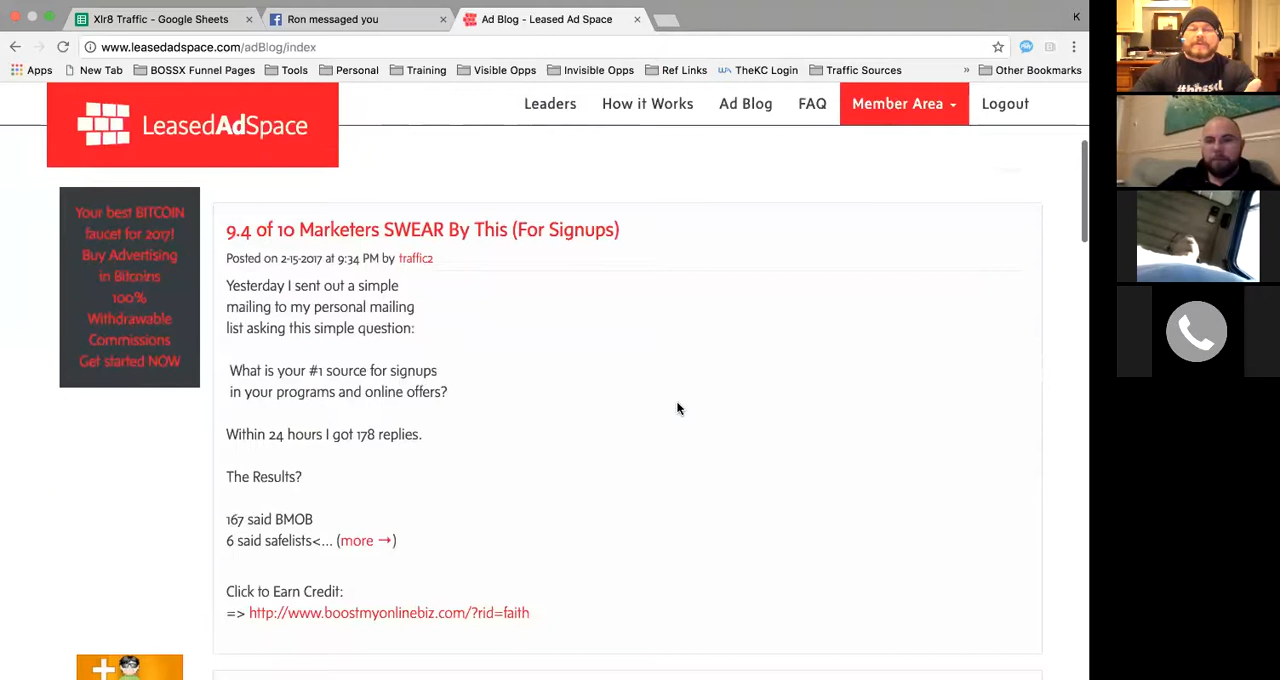 Xlr8 Traffic - Google Sheets
Ron messaged you
Ad Blog - Leased Ad Space
K
www.leasedadspace.com/adBlog/index
Apps
New Tab
BOSSX Funnel Pages
Tools
Personal
Training
Visible Opps
Invisible Opps
Ref Links
TheKC Login
Traffic Sources
»
Other Bookmarks
LeasedAdSpace
Leaders
How it Works
Ad Blog
FAQ
Member Area
Logout
Your best BITCOIN
faucet for 2017!
Buy Advertising
in Bitcoins
100%
Withdrawable
Commissions
Get started NOW
9.4 of 10 Marketers SWEAR By This (For Signups)
Posted on 2-15-2017 at 9:34 PM by traffic2
Yesterday I sent out a simple
mailing to my personal mailing
list asking this simple question:
What is your #1 source for signups
in your programs and online offers?
Within 24 hours I got 178 replies.
The Results?
167 said BMOB
6 said safelists<... (more →)
Click to Earn Credit:
=> http://www.boostmyonlinebiz.com/?rid=faith